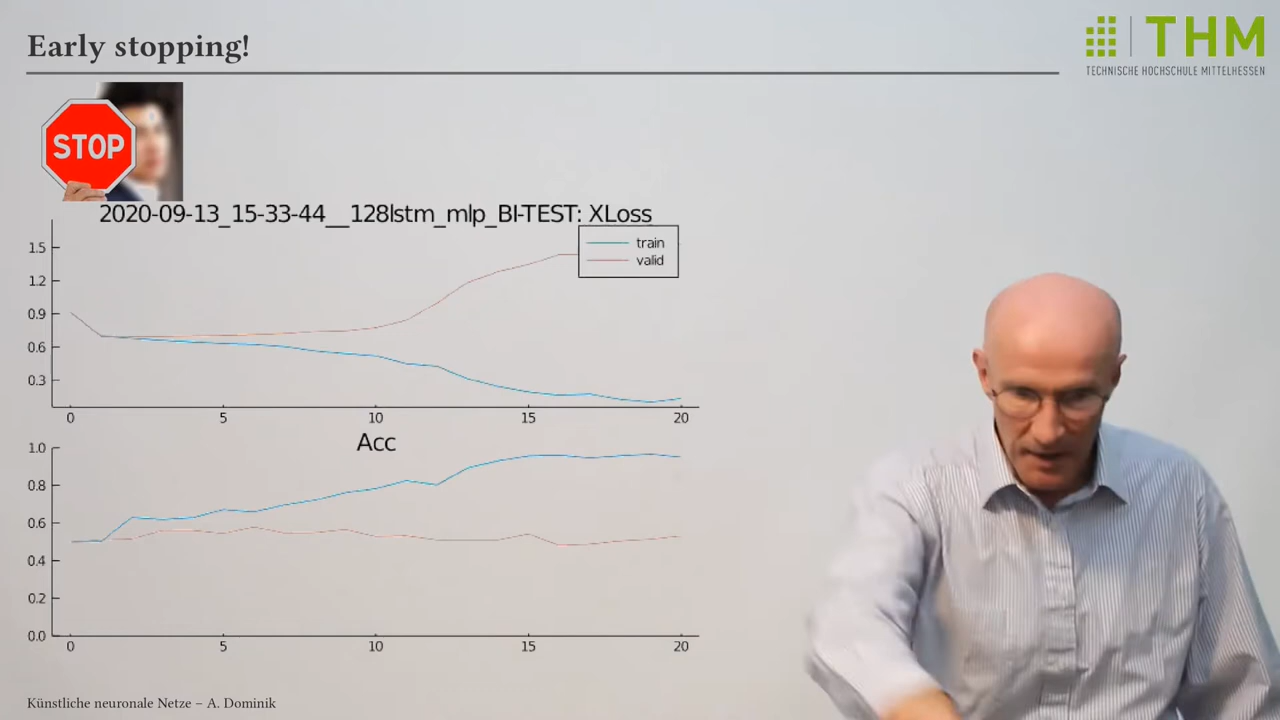 Early stopping!
THM
TECHNISCHE HOCHSCHULE MITTELHESSEN
STOP
2020-09-13_15-33-44__128lstm_mlp_BI-TEST: XLoss
train
valid
1.5
1.2
0.9
0.6
0.3
0 5 10 15 20
Acc
1.0
0.8
0.6
0.4
0.2
0.0
0 5 10 15 20
Künstliche neuronale Netze – A. Dominik